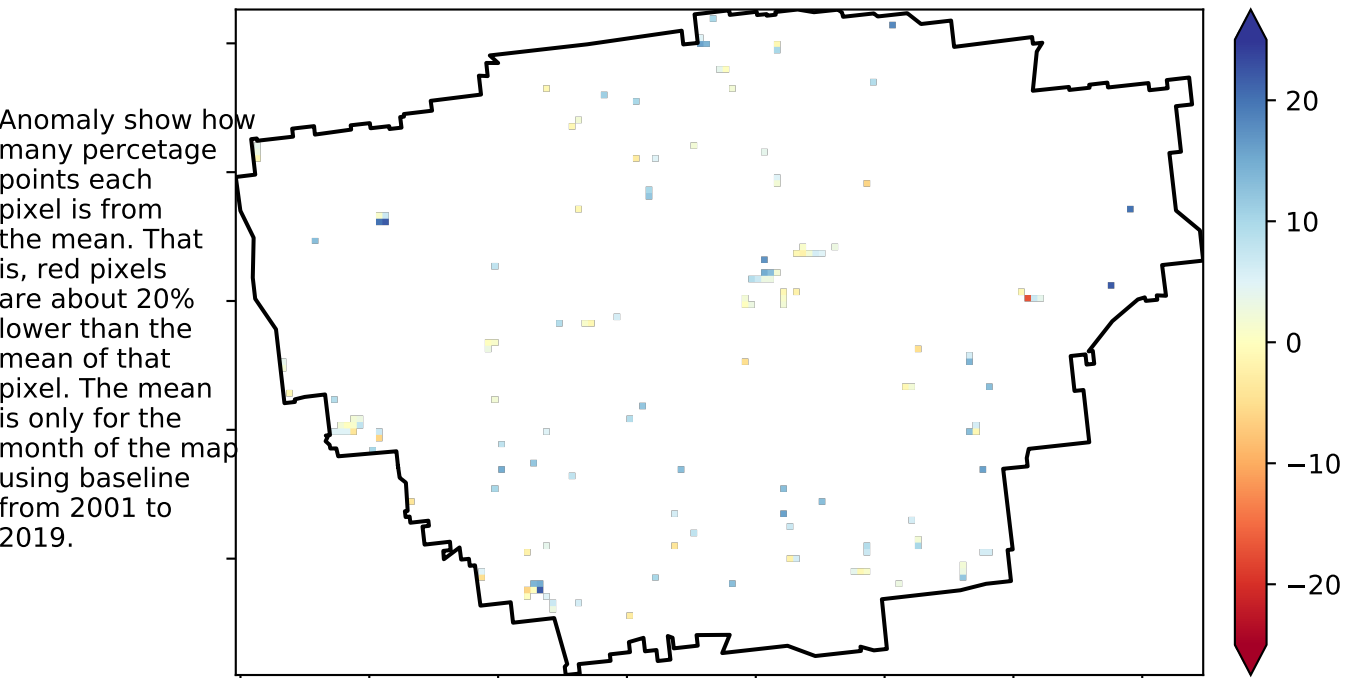 Anomaly show how
many percetage
points each
pixel is from
the mean. That
is, red pixels
are about 20%
lower than the
mean of that
pixel. The mean
is only for the
month of the map
using baseline
from 2001 to
2019.
20
10
0
−10
−20